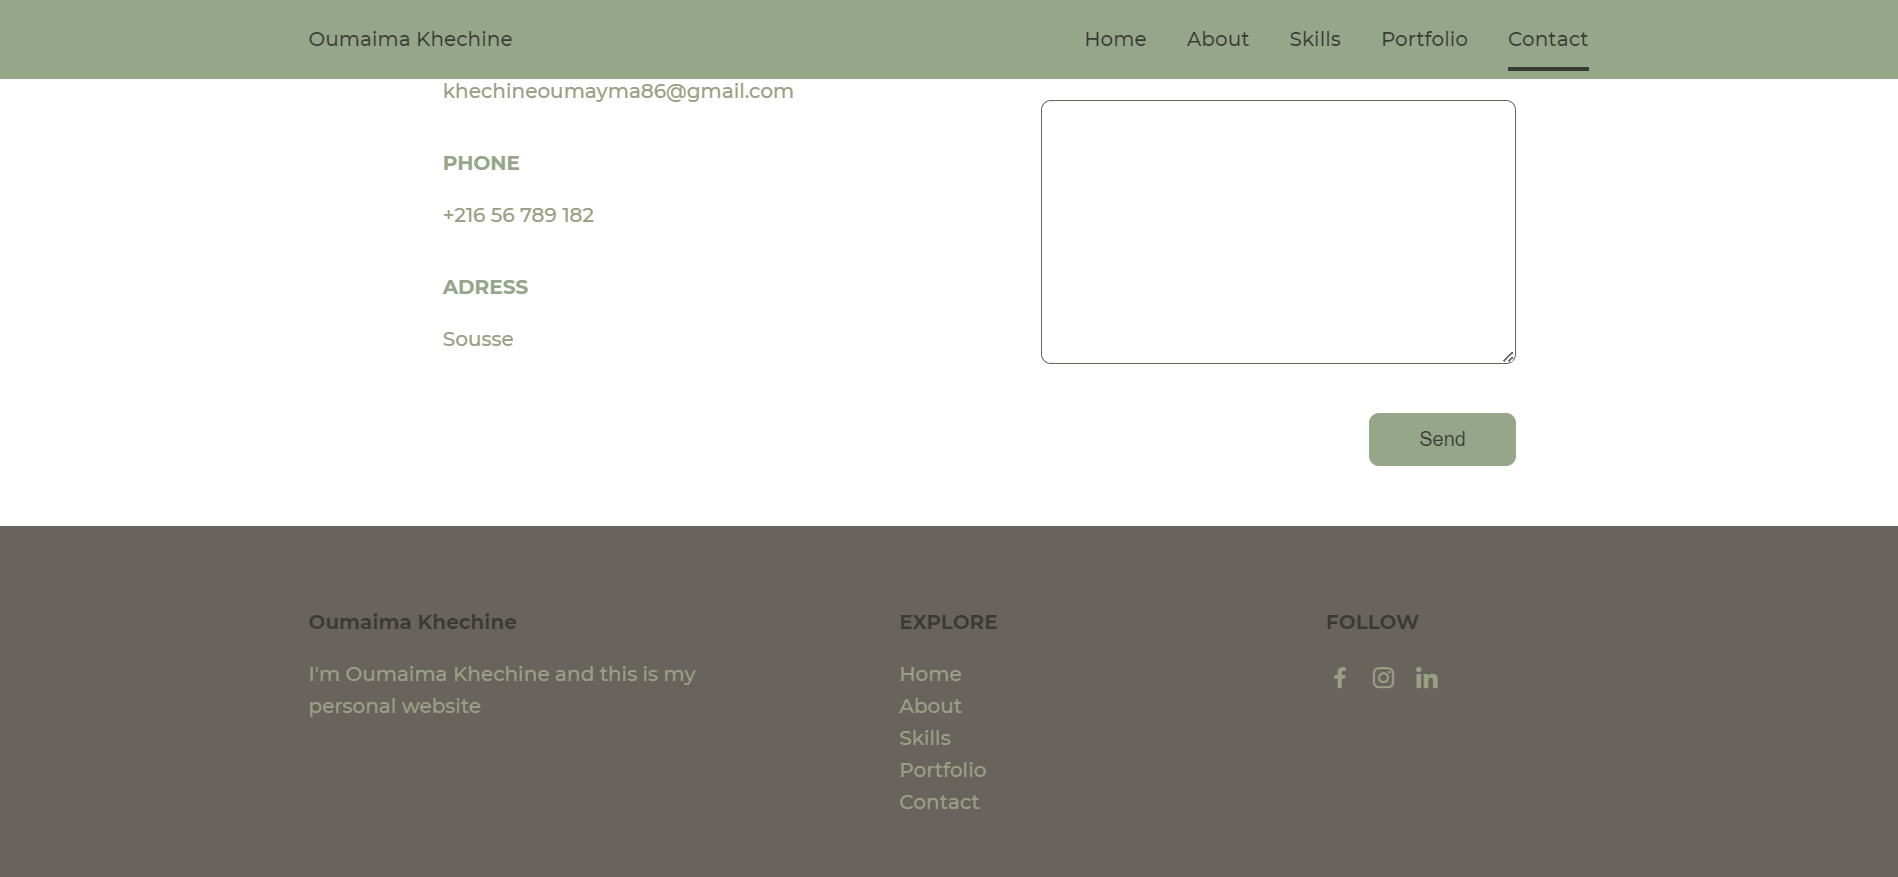 Oumaima Khechine
Home
About
Skills
Portfolio
Contact
khechineoumayma86@gmail.com
PHONE
+216 56 789 182
ADRESS
Sousse
Send
Oumaima Khechine
I'm Oumaima Khechine and this is my
personal website
EXPLORE
Home
About
Skills
Portfolio
Contact
FOLLOW